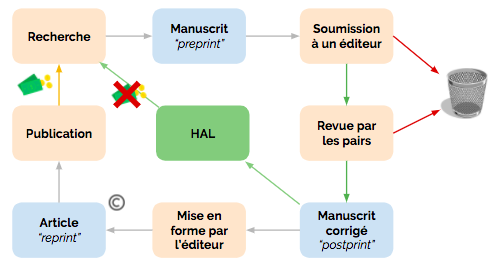 Recherche
Manuscrit
"preprint"
Soumission
à un éditeur
Publication
HAL
Revue par
les pairs
©
Article
"reprint"
Mise en
forme par
l'éditeur
Manuscrit
corrigé
"postprint"